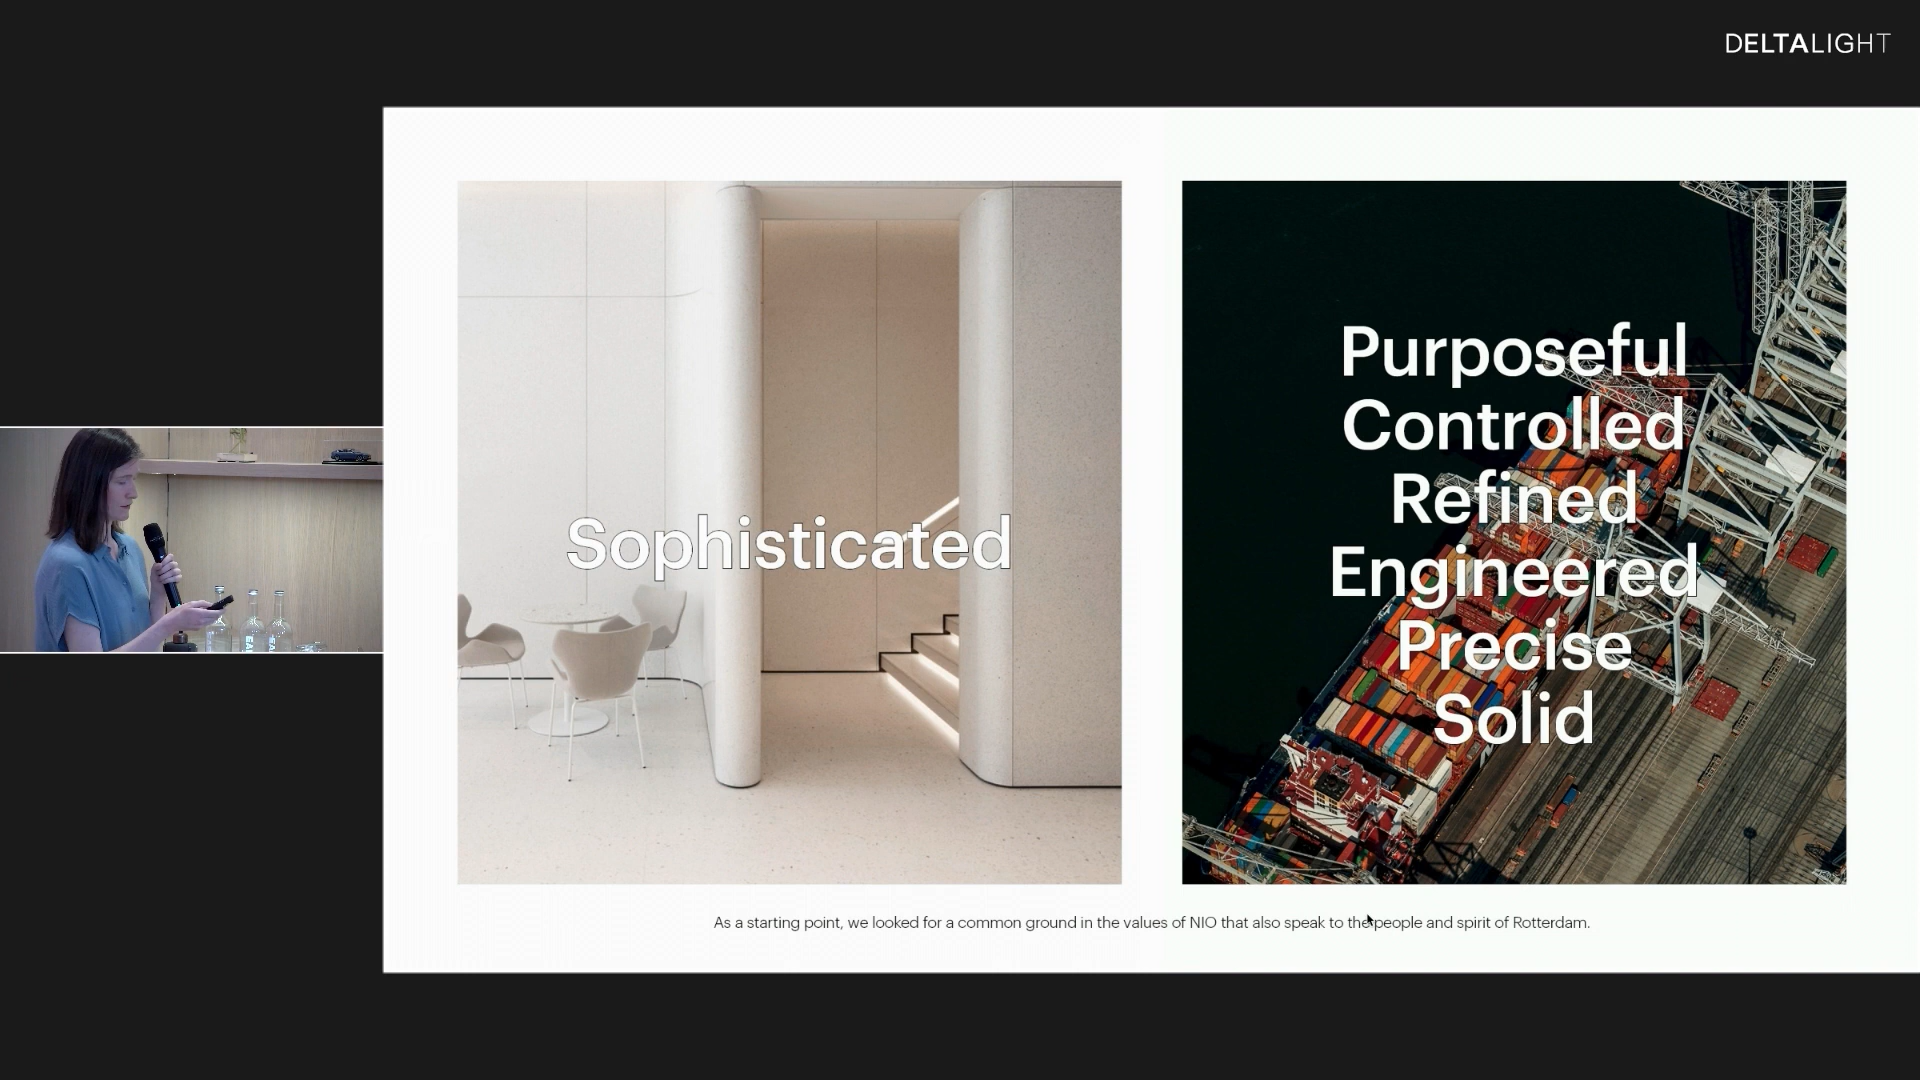 DELTALIGHT
Sophisticated
Purposeful
Controlled
Refined
Engineered
Precise
Solid
As a starting point, we looked for a common ground in the values of NIO that also speak to the people and spirit of Rotterdam.